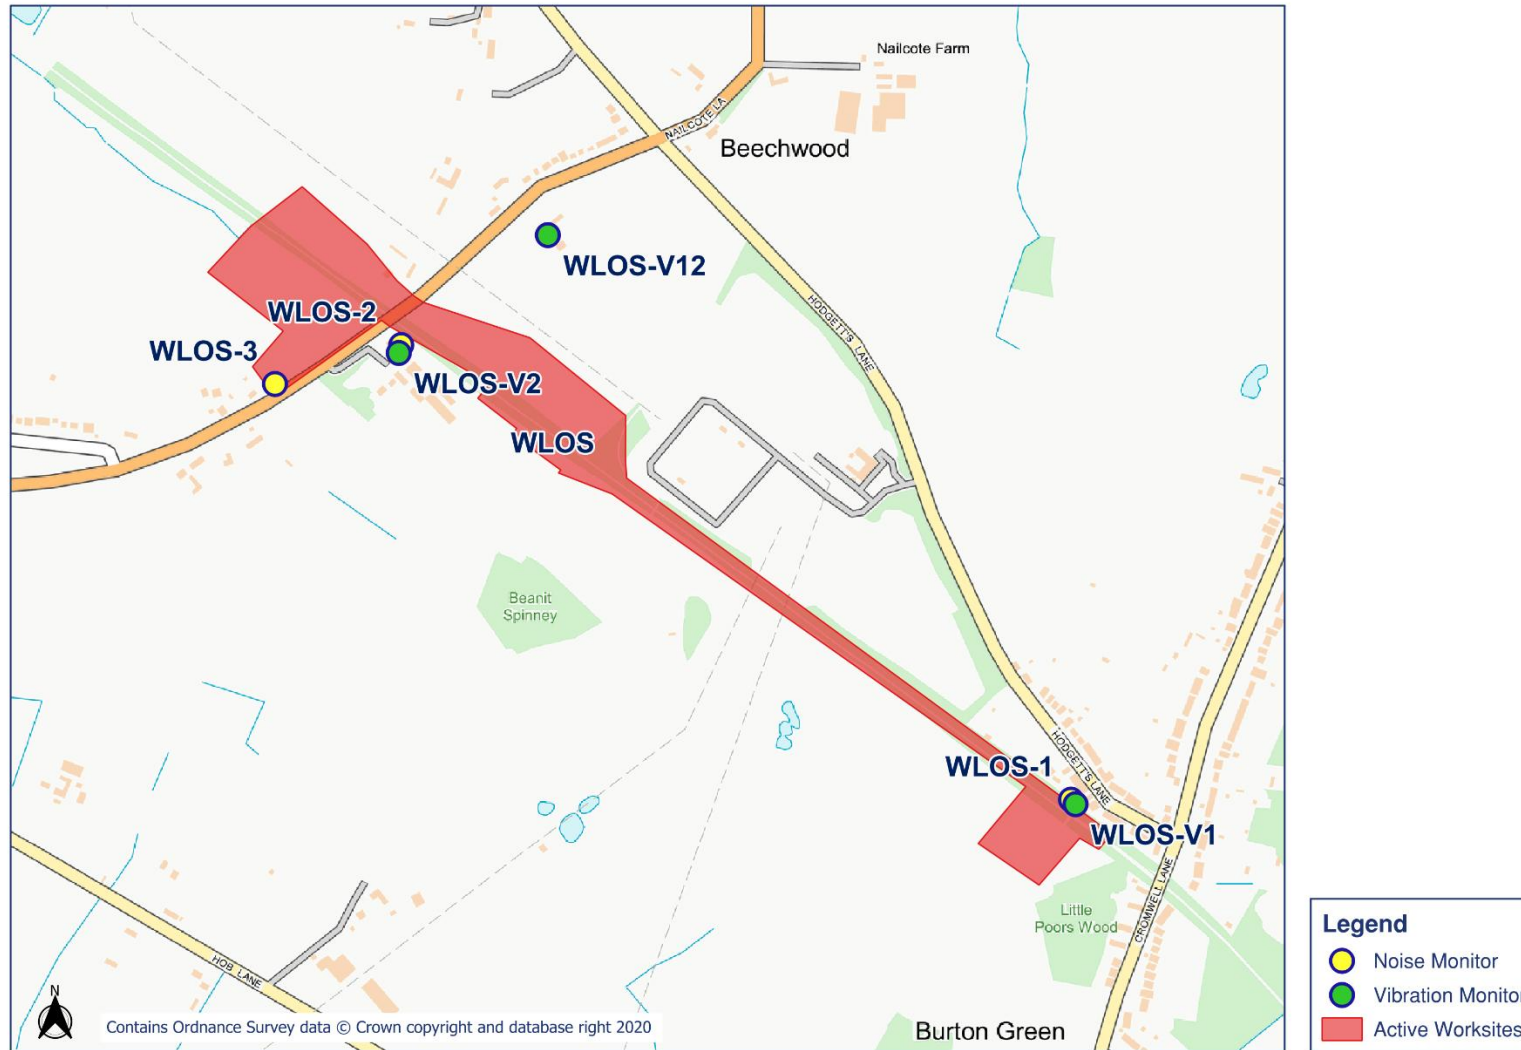 Nailcote Farm
NAILCOTE LA
Beechwood
WLOS-V12
HODGETT'S LANE
WLOS-2
WLOS-3
WLOS-V2
WLOS
Beanit
Spinney
HODGETT'S LANE
WLOS-1
WLOS-V1
CROMWELL LANE
Little
Poors Wood
HOB LANE
N
Contains Ordnance Survey data © Crown copyright and database right 2020
Burton Green
Legend
Noise Monitor
Vibration Monitor
Active Worksites